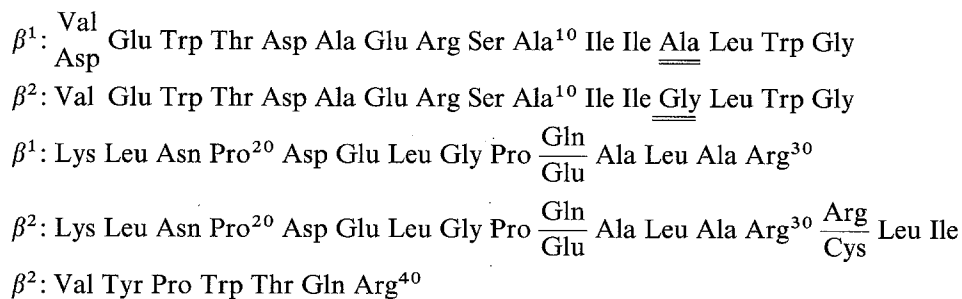 β¹: Val/Asp Glu Trp Thr Asp Ala Glu Arg Ser Ala¹⁰ Ile Ile Ala Leu Trp Gly
β²: Val Glu Trp Thr Asp Ala Glu Arg Ser Ala¹⁰ Ile Ile Gly Leu Trp Gly
β¹: Lys Leu Asn Pro²⁰ Asp Glu Leu Gly Pro Gln/Glu Ala Leu Ala Arg³⁰
β²: Lys Leu Asn Pro²⁰ Asp Glu Leu Gly Pro Gln/Glu Ala Leu Ala Arg³⁰ Arg/Cys Leu Ile
β²: Val Tyr Pro Trp Thr Gln Arg⁴⁰